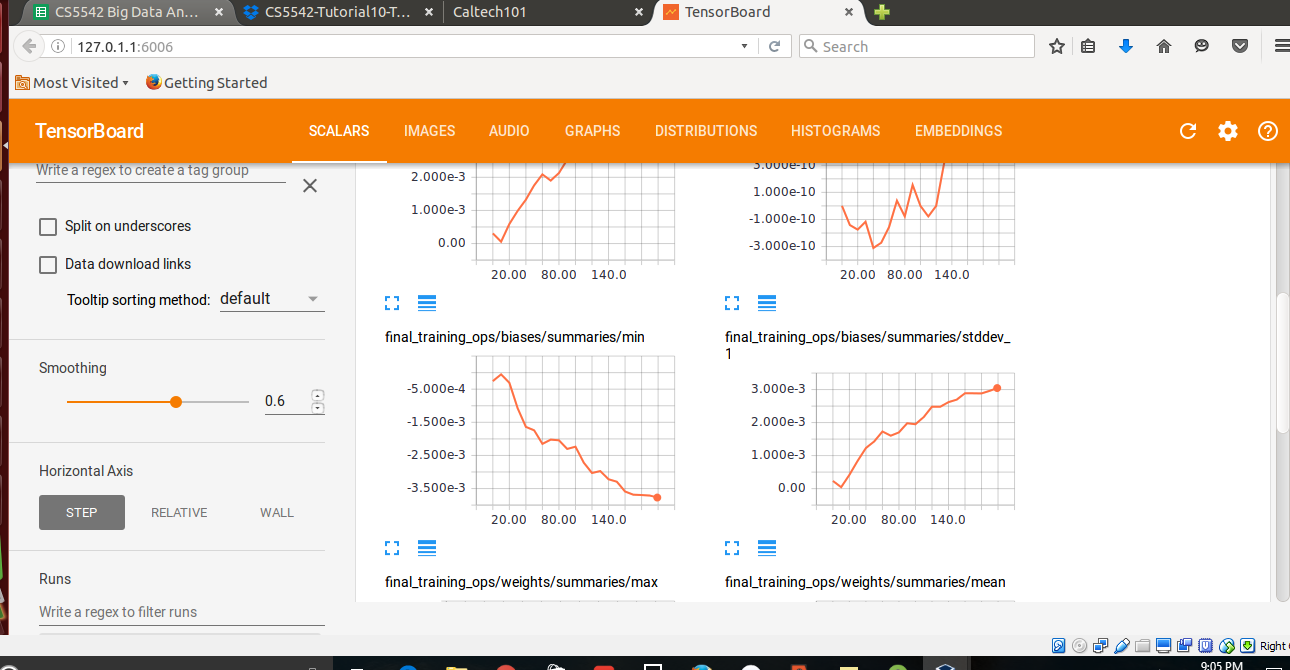 CS5542 Big Data An...
CS5542-Tutorial10-T...
Caltech101
TensorBoard
127.0.1.1:6006
Search
Most Visited
Getting Started
TensorBoard
SCALARS
IMAGES
AUDIO
GRAPHS
DISTRIBUTIONS
HISTOGRAMS
EMBEDDINGS
Write a regex to create a tag group
Split on underscores
Data download links
Tooltip sorting method: default
Smoothing
0.6
Horizontal Axis
STEP RELATIVE WALL
Runs
Write a regex to filter runs
2.000e-3
1.000e-3
0.00
20.00 80.00 140.0
3.000e-10
1.000e-10
-1.000e-10
-3.000e-10
20.00 80.00 140.0
final_training_ops/biases/summaries/min
-5.000e-4
-1.500e-3
-2.500e-3
-3.500e-3
20.00 80.00 140.0
final_training_ops/biases/summaries/stddev_
1
3.000e-3
2.000e-3
1.000e-3
0.00
20.00 80.00 140.0
final_training_ops/weights/summaries/max
final_training_ops/weights/summaries/mean
Right
9:05 PM